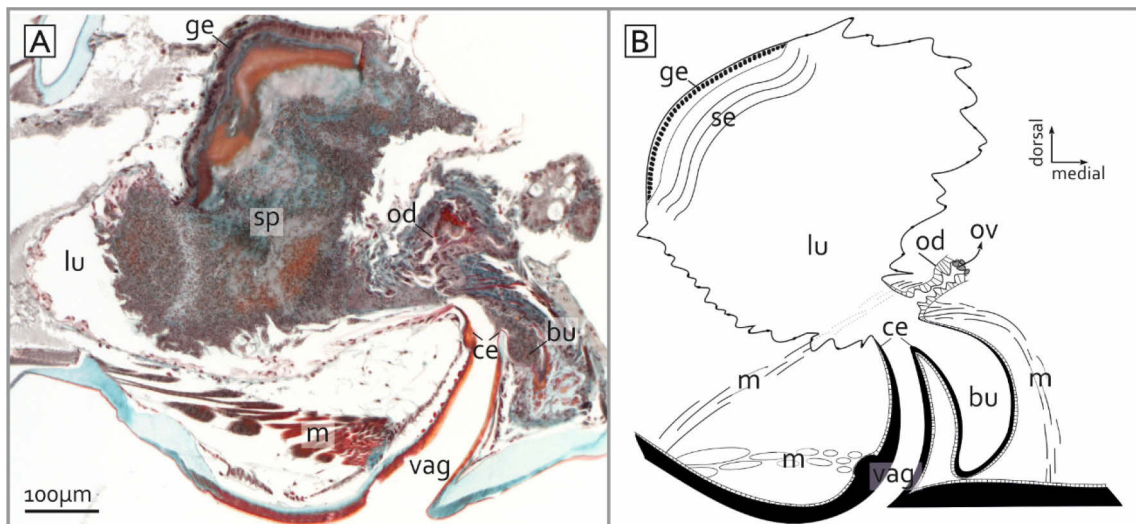 A
ge
sp
od
lu
bu
ce
m
vag
100µm
B
ge
se
dorsal
medial
lu
od
ov
ce
m
bu
m
m
vag